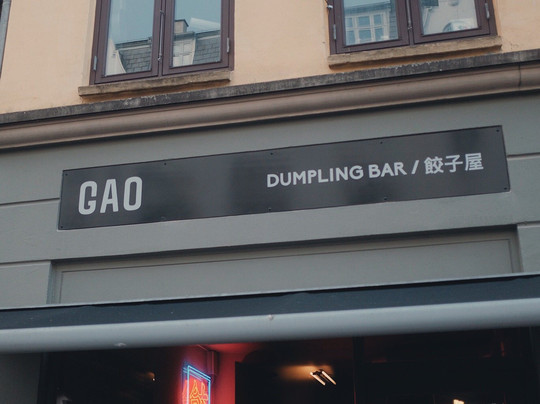 GAO
DUMPLING BAR / 餃子屋